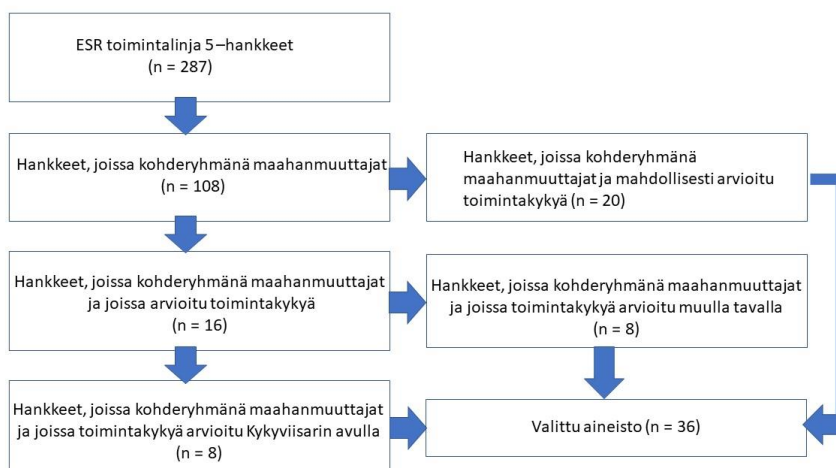 ESR toimintalinja 5–hankkeet
(n = 287)
Hankkeet, joissa kohderyhmänä maahanmuuttajat
(n = 108)
Hankkeet, joissa kohderyhmänä
maahanmuuttajat ja mahdollisesti arvioitu
toimintakykyä (n = 20)
Hankkeet, joissa kohderyhmänä maahanmuuttajat
ja joissa arvioitu toimintakykyä
(n = 16)
Hankkeet, joissa kohderyhmänä maahanmuuttajat
ja joissa toimintakykyä arvioitu muulla tavalla
(n = 8)
Hankkeet, joissa kohderyhmänä maahanmuuttajat
ja joissa toimintakykyä arvioitu Kykyviisarin avulla
(n = 8)
Valittu aineisto (n = 36)